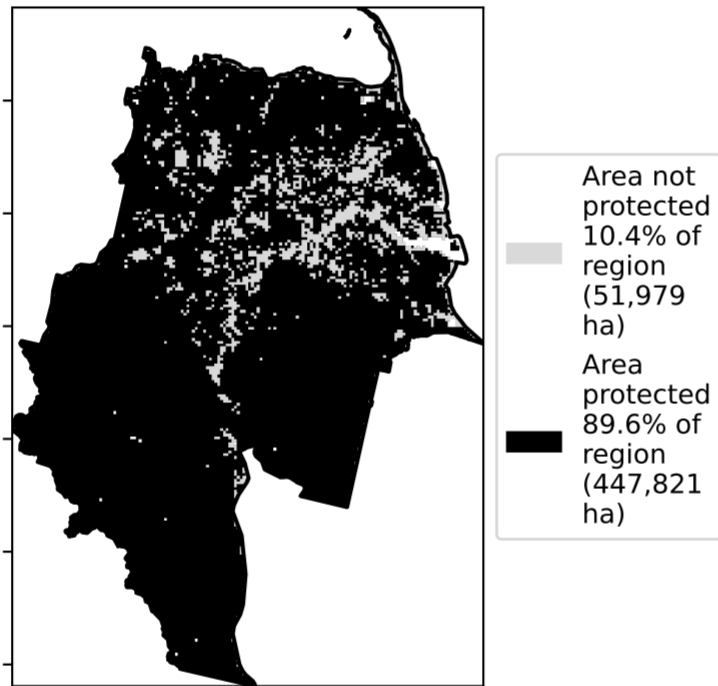 Area not
protected
10.4% of
region
(51,979
ha)
Area
protected
89.6% of
region
(447,821
ha)